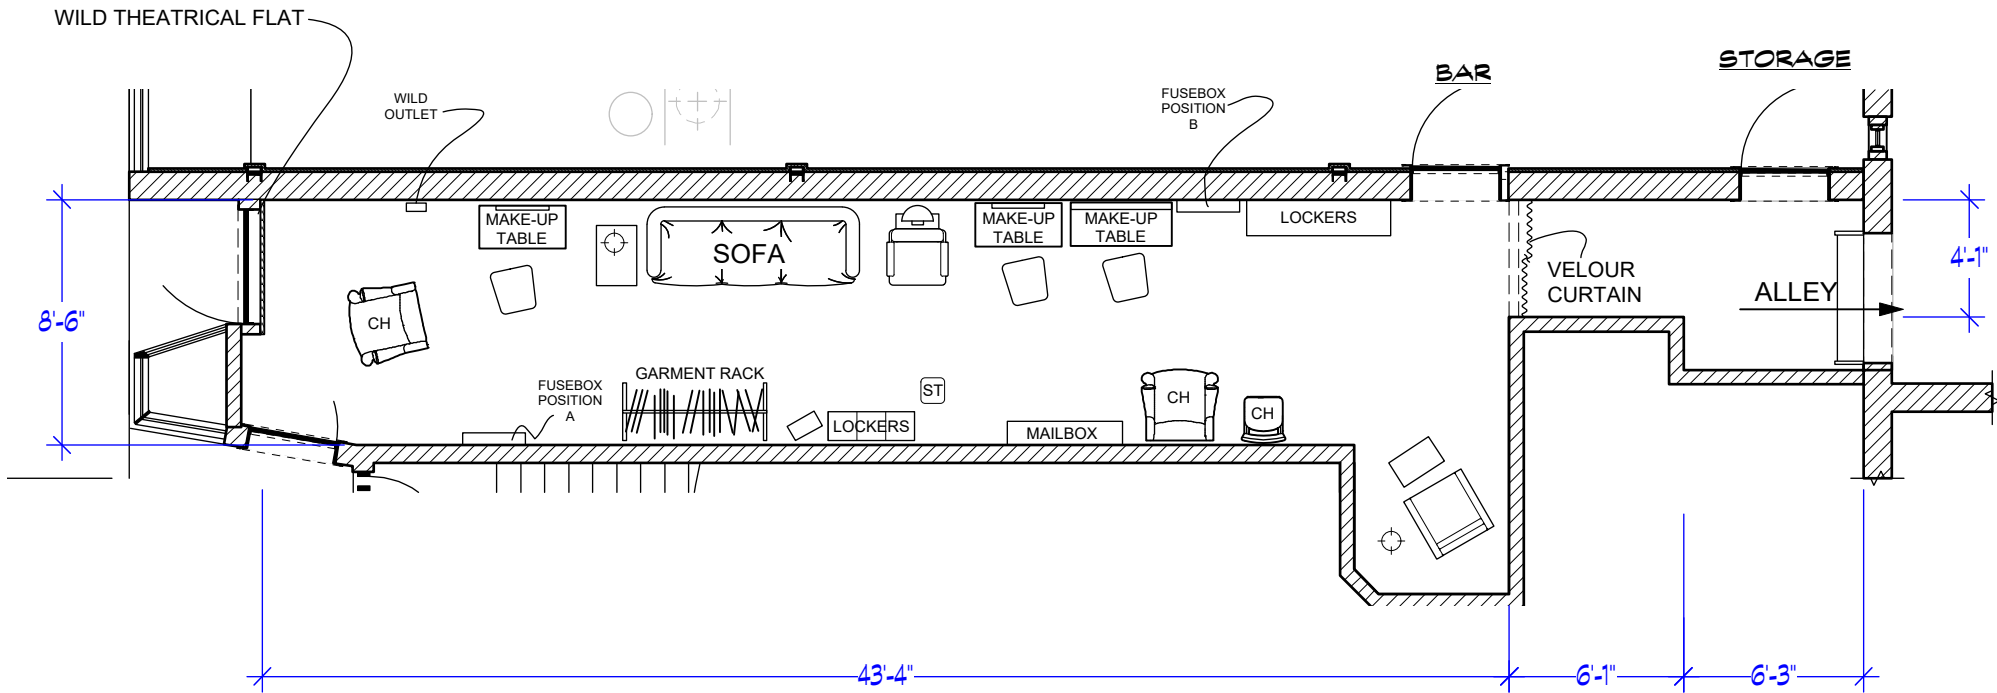 WILD THEATRICAL FLAT
STORAGE
BAR
WILD
OUTLET
FUSEBOX
POSITION
B
MAKE-UP
TABLE
SOFA
MAKE-UP
TABLE
MAKE-UP
TABLE
LOCKERS
VELOUR
CURTAIN
ALLEY
4'-1"
8'-6"
CH
GARMENT RACK
FUSEBOX
POSITION
A
ST
LOCKERS
MAILBOX
CH
CH
43'-4"
6'-1"
6'-3"